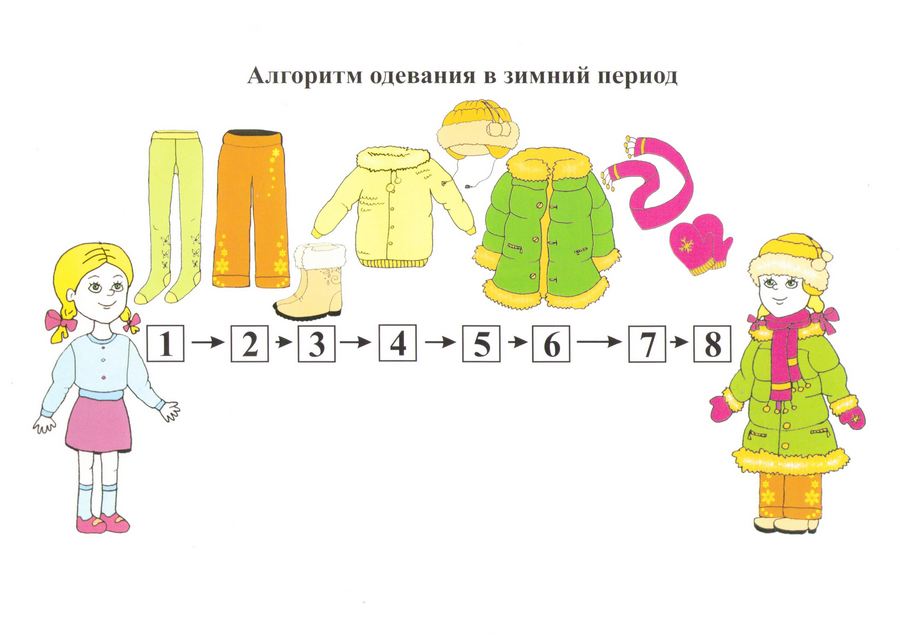 Алгоритм одевания в зимний период
1 → 2 → 3 → 4 → 5 → 6 → 7 → 8